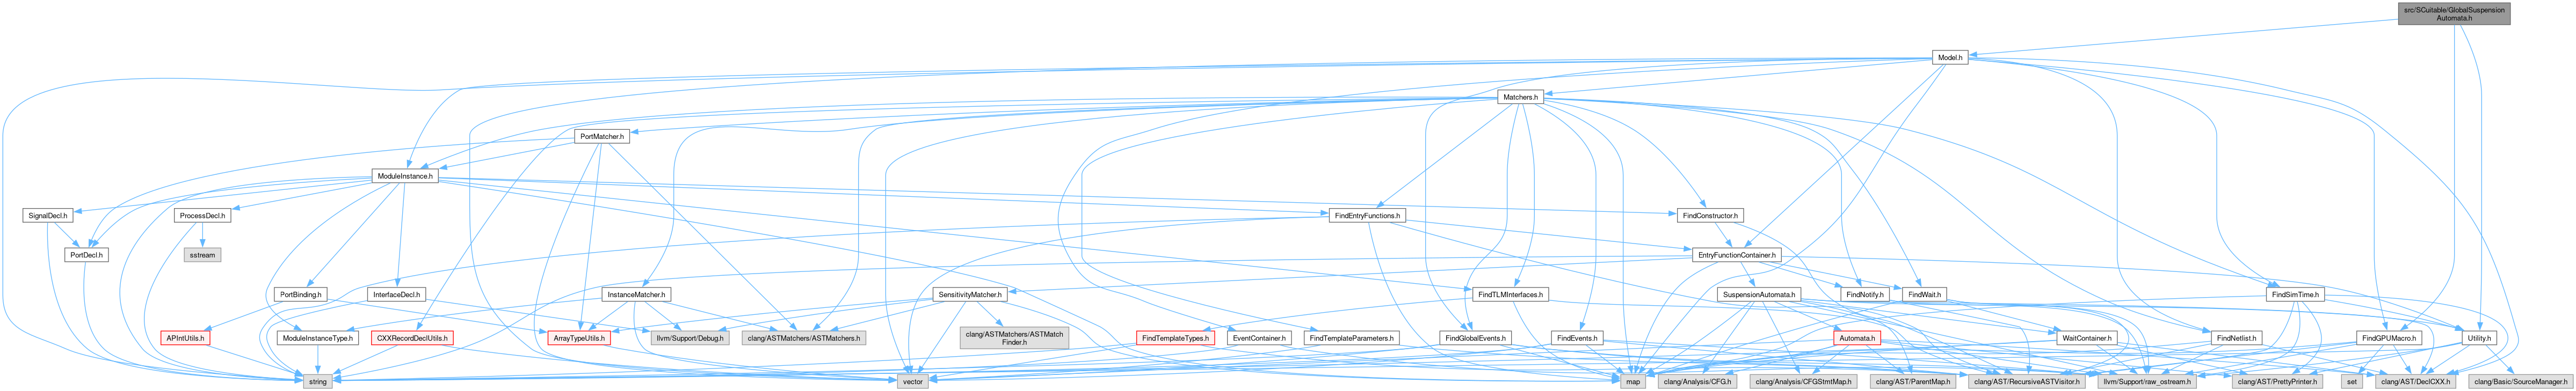 src/SCuitable/GlobalSuspension
Automata.h
Model.h
Matchers.h
PortMatcher.h
ModuleInstance.h
SignalDecl.h
ProcessDecl.h
FindEntryFunctions.h
FindConstructor.h
PortDecl.h
sstream
EntryFunctionContainer.h
PortBinding.h
InterfaceDecl.h
InstanceMatcher.h
SensitivityMatcher.h
FindTLMInterfaces.h
SuspensionAutomata.h
FindNotify.h
FindWait.h
FindSimTime.h
APIntUtils.h
ModuleInstanceType.h
CXXRecordDeclUtils.h
ArrayTypeUtils.h
llvm/Support/Debug.h
clang/ASTMatchers/ASTMatchers.h
clang/ASTMatchers/ASTMatch
Finder.h
FindTemplateTypes.h
EventContainer.h
FindTemplateParameters.h
FindGlobalEvents.h
FindEvents.h
Automata.h
WaitContainer.h
FindNetlist.h
FindGPUMacro.h
Utility.h
string
vector
map
clang/Analysis/CFG.h
clang/Analysis/CFGStmtMap.h
clang/AST/ParentMap.h
clang/AST/RecursiveASTVisitor.h
llvm/Support/raw_ostream.h
clang/AST/PrettyPrinter.h
set
clang/AST/DeclCXX.h
clang/Basic/SourceManager.h